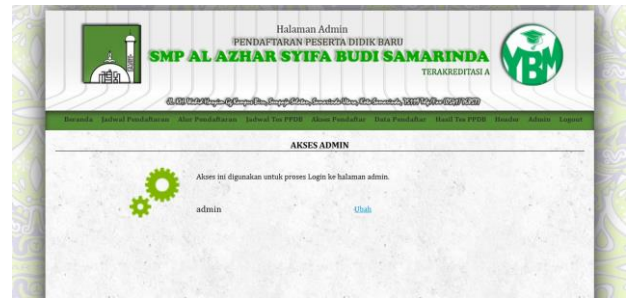 Halaman Admin
PENDAFTARAN PESERTA DIDIK BARU
SMP AL AZHAR SYIFA BUDI SAMARINDA
TERAKREDITASI A
YBM
Beranda Jadwal Pendaftaran Alur Pendaftaran Jadwal Tes PPDB Akses Pendaftar Data Pendaftar Hasil Tes PPDB Header Admin Logout
AKSES ADMIN
Akses ini digunakan untuk proses Login ke halaman admin.
admin Ubah